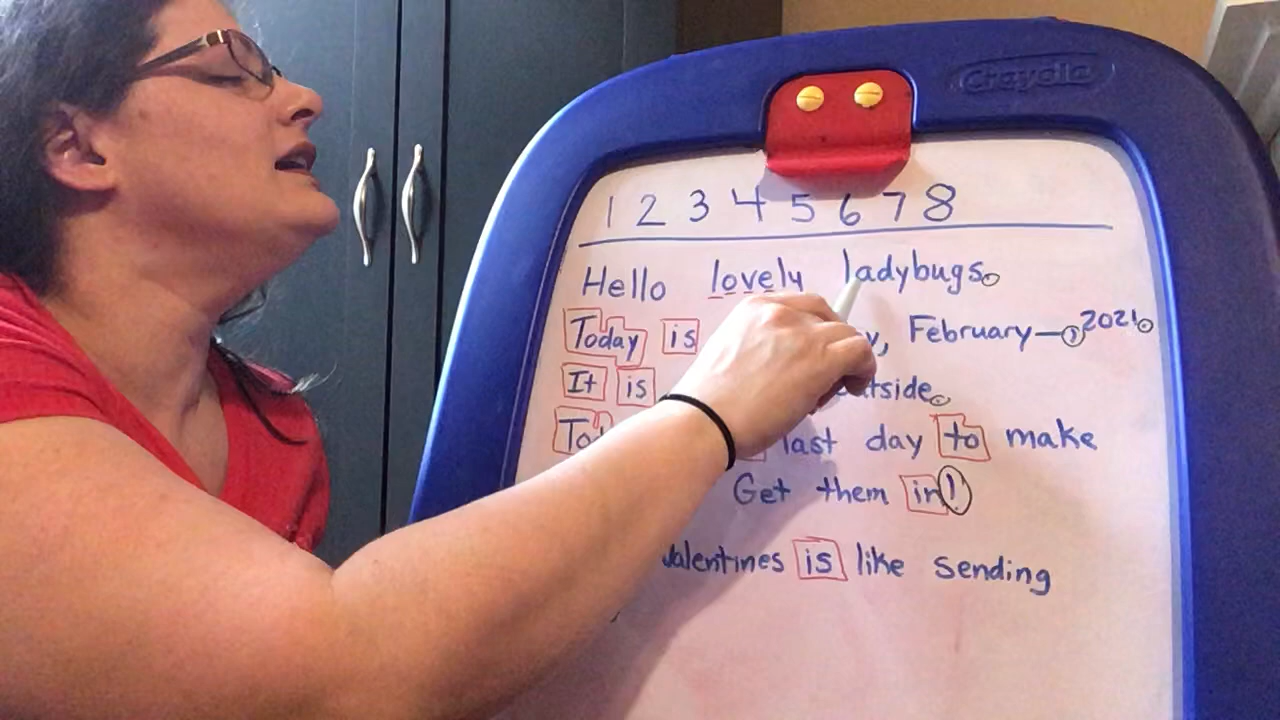 Crayola
1 2 3 4 5 6 7 8
Hello lovely ladybugs.
Today is y, February — , 2021.
It is utside.
Tod last day to make
Get them in!
Valentines is like sending